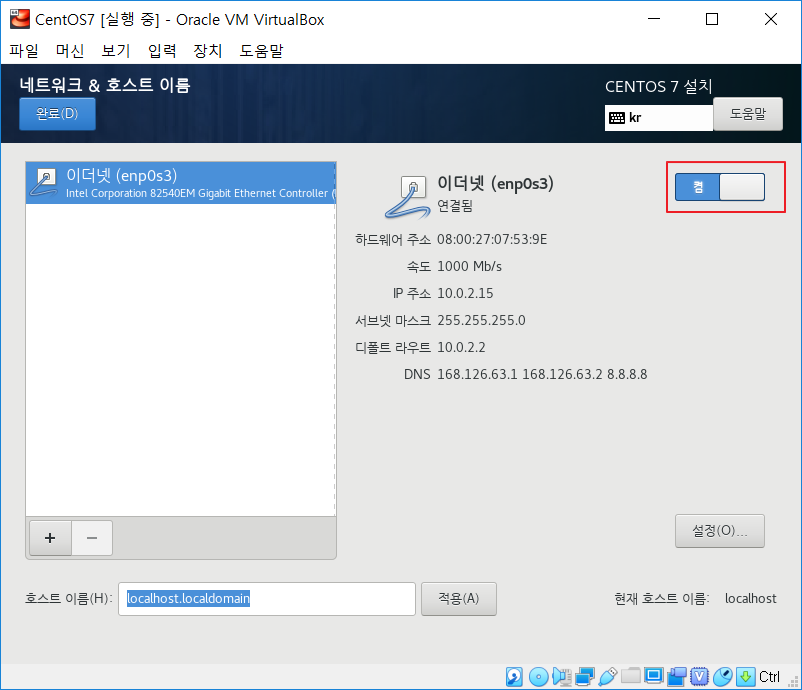 CentOS7 [실행 중] - Oracle VM VirtualBox
파일 머신 보기 입력 장치 도움말
네트워크 & 호스트 이름
CENTOS 7 설치
완료(D)
kr
도움말
이더넷 (enp0s3)
Intel Corporation 82540EM Gigabit Ethernet Controller (
이더넷 (enp0s3)
연결됨
켬
하드웨어 주소 08:00:27:07:53:9E
속도 1000 Mb/s
IP 주소 10.0.2.15
서브넷 마스크 255.255.255.0
디폴트 라우트 10.0.2.2
DNS 168.126.63.1 168.126.63.2 8.8.8.8
+ −
설정(O)...
호스트 이름(H): localhost.localdomain 적용(A) 현재 호스트 이름: localhost
Ctrl